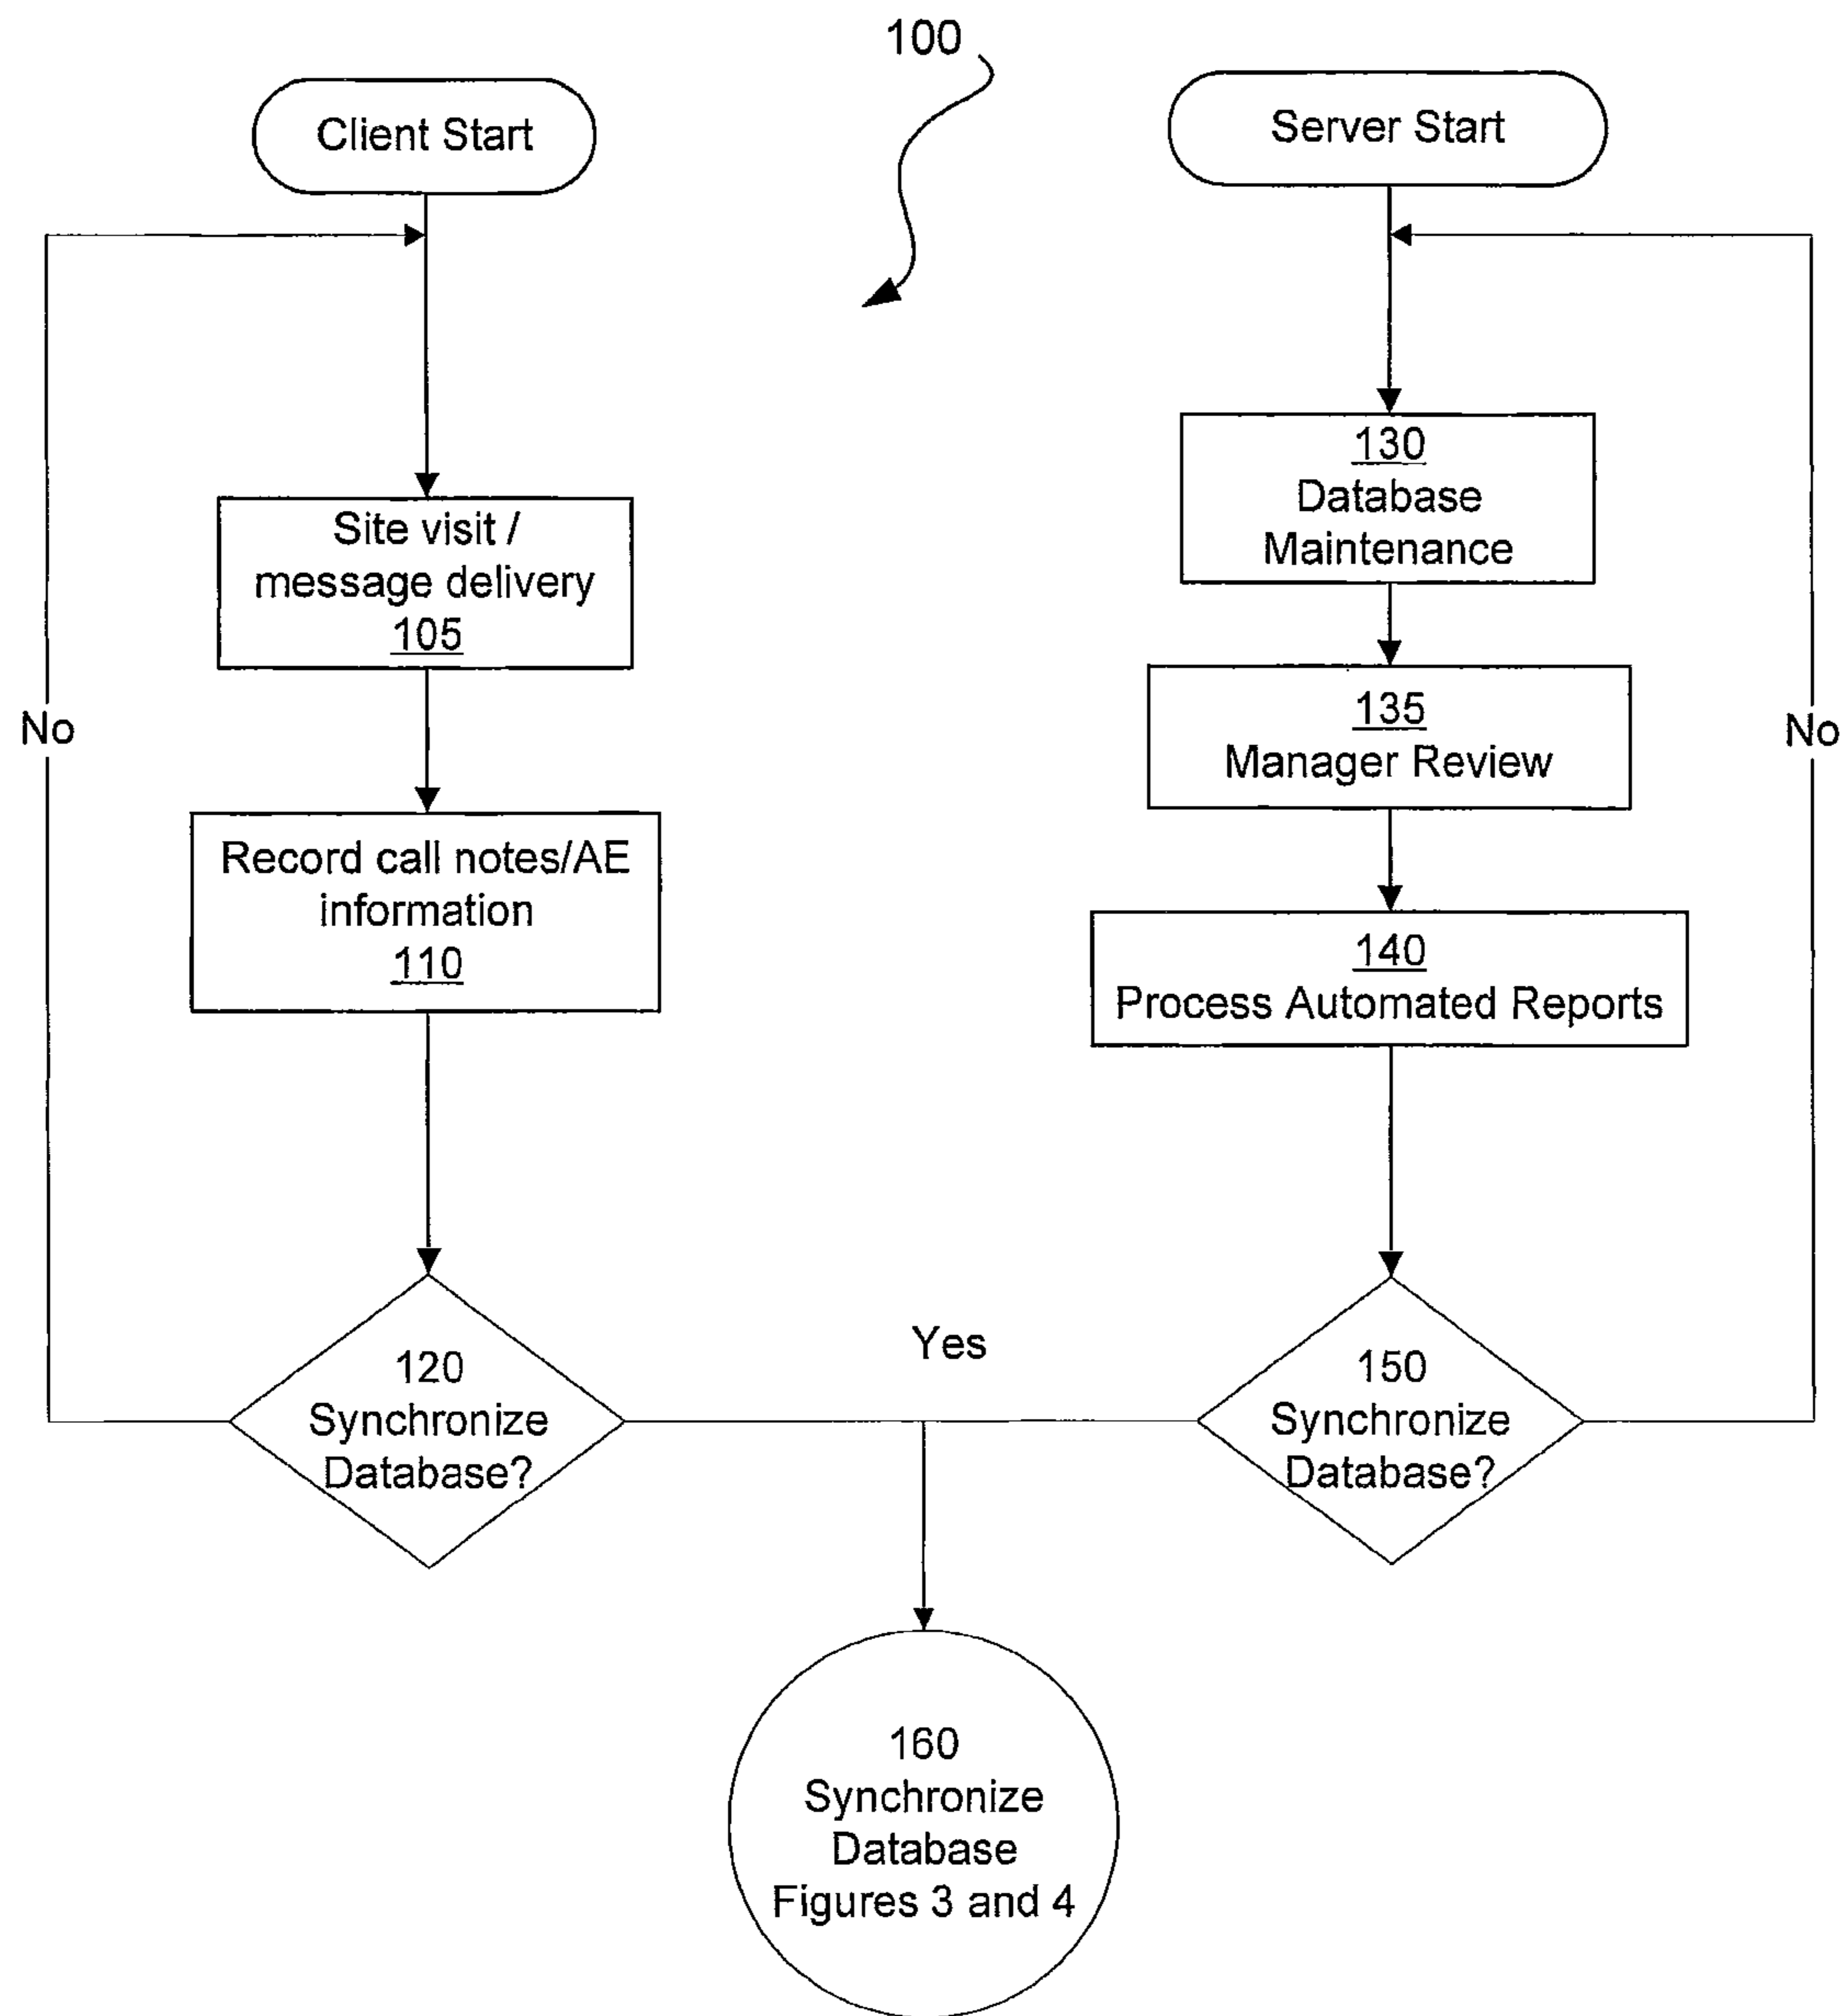 100
Client Start
Server Start
Site visit /
message delivery
105
130
Database
Maintenance
No
135
Manager Review
No
Record call notes/AE
information
110
140
Process Automated Reports
120
Synchronize
Database?
Yes
150
Synchronize
Database?
160
Synchronize
Database
Figures 3 and 4